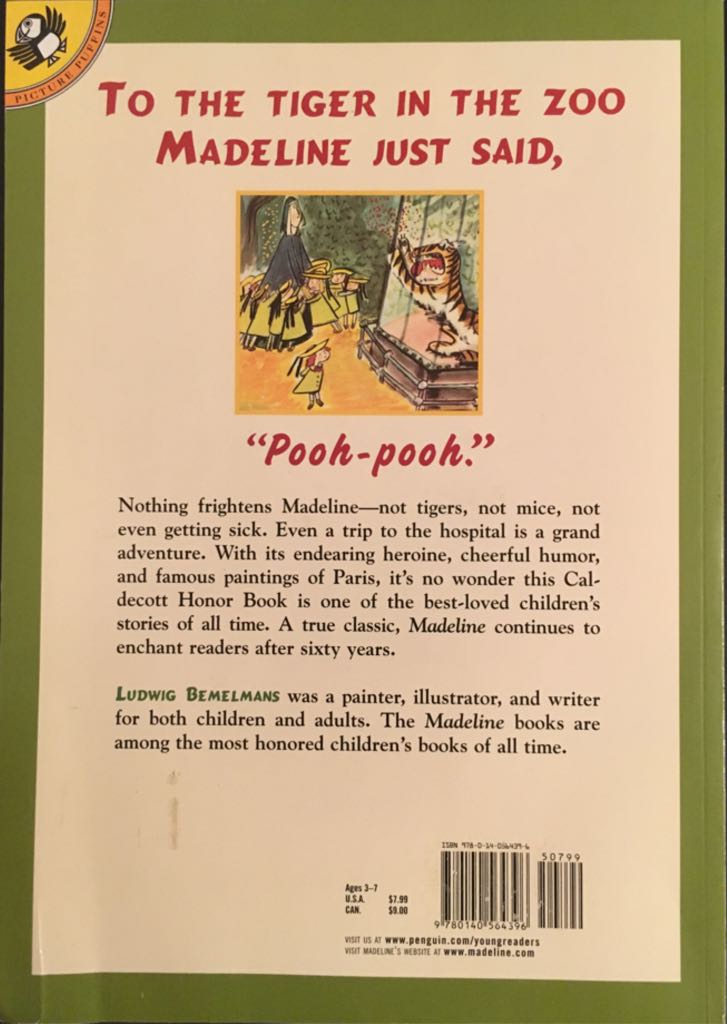 PICTURE PUFFINS
TO THE TIGER IN THE ZOO
MADELINE JUST SAID,
“Pooh-pooh.”
Nothing frightens Madeline—not tigers, not mice, not
even getting sick. Even a trip to the hospital is a grand
adventure. With its endearing heroine, cheerful humor,
and famous paintings of Paris, it’s no wonder this Cal-
decott Honor Book is one of the best-loved children’s
stories of all time. A true classic, Madeline continues to
enchant readers after sixty years.
LUDWIG BEMELMANS was a painter, illustrator, and writer
for both children and adults. The Madeline books are
among the most honored children’s books of all time.
ISBN 978-0-14-056439-6
50799
Ages 3–7
U.S.A. $7.99
CAN. $9.00
9 780140 564396
VISIT US AT www.penguin.com/youngreaders
VISIT MADELINE'S WEBSITE AT www.madeline.com